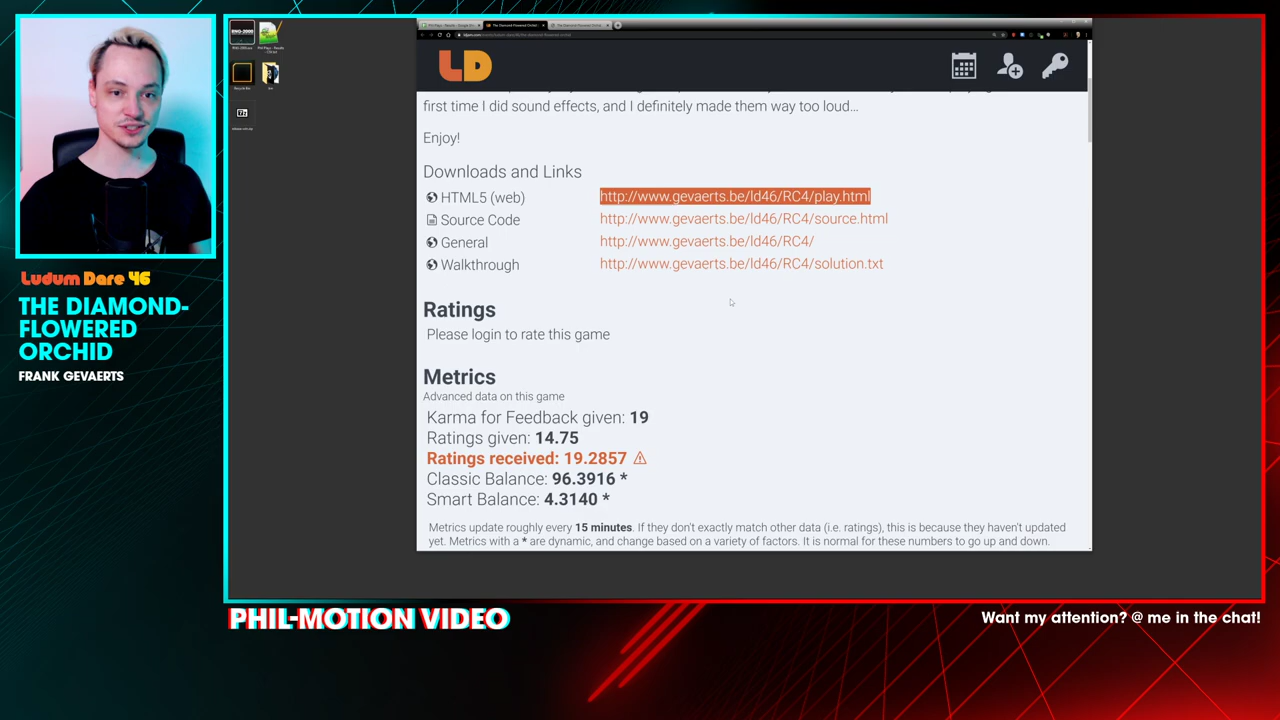 LD
first time I did sound effects, and I definitely made them way too loud...
Enjoy!
Downloads and Links
HTML5 (web) http://www.gevaerts.be/ld46/RC4/play.html
Source Code http://www.gevaerts.be/ld46/RC4/source.html
General http://www.gevaerts.be/ld46/RC4/
Walkthrough http://www.gevaerts.be/ld46/RC4/solution.txt
Ratings
Please login to rate this game
Metrics
Advanced data on this game
Karma for Feedback given: 19
Ratings given: 14.75
Ratings received: 19.2857
Classic Balance: 96.3916 *
Smart Balance: 4.3140 *
Metrics update roughly every 15 minutes. If they don't exactly match other data (i.e. ratings), this is because they haven't updated
yet. Metrics with a * are dynamic, and change based on a variety of factors. It is normal for these numbers to go up and down.
Ludum Dare 46
THE DIAMOND-
FLOWERED
ORCHID
FRANK GEVAERTS
PHIL-MOTION VIDEO
Want my attention? @ me in the chat!